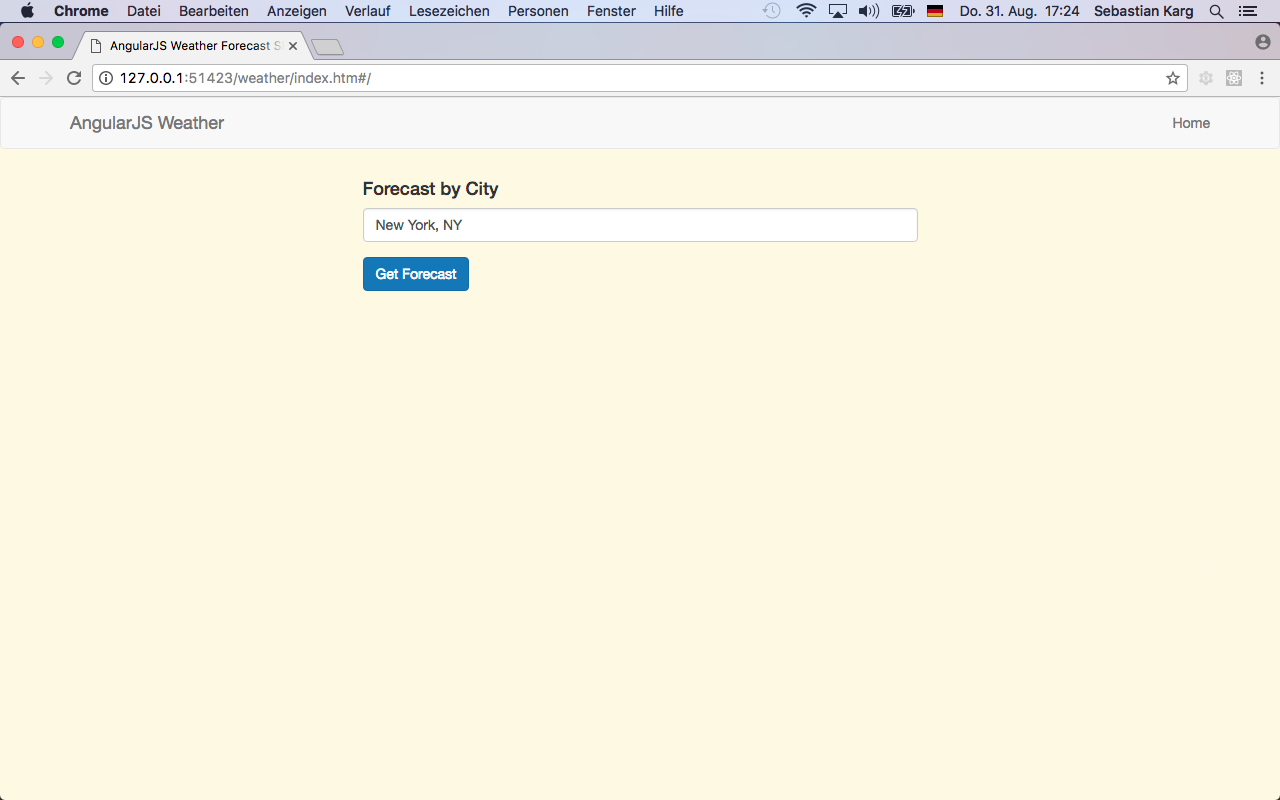 Chrome Datei Bearbeiten Anzeigen Verlauf Lesezeichen Personen Fenster Hilfe Do. 31. Aug. 17:24 Sebastian Karg
AngularJS Weather Forecast S
127.0.0.1:51423/weather/index.htm#/
AngularJS Weather Home
Forecast by City
New York, NY
Get Forecast